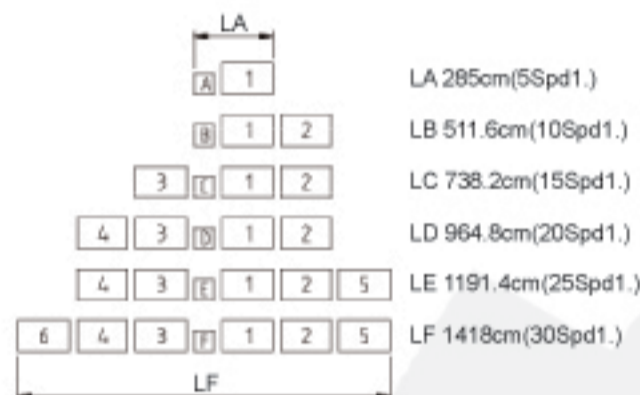 LA
A 1 LA 285cm(5Spd1.)
B 1 2 LB 511.6cm(10Spd1.)
3 C 1 2 LC 738.2cm(15Spd1.)
4 3 D 1 2 LD 964.8cm(20Spd1.)
4 3 E 1 2 5 LE 1191.4cm(25Spd1.)
6 4 3 F 1 2 5 LF 1418cm(30Spd1.)
LF